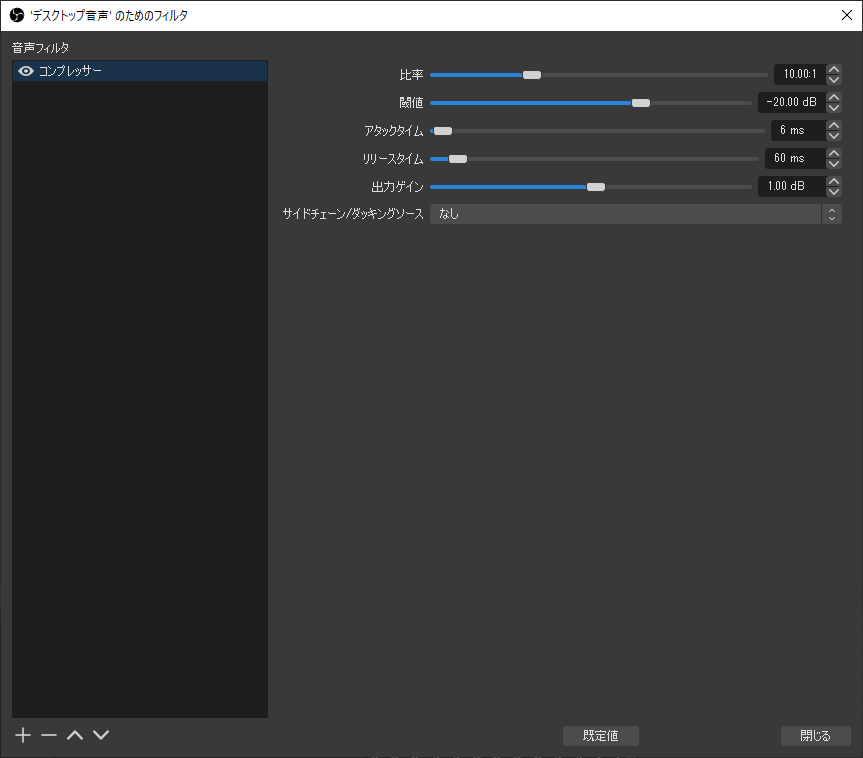 'デスクトップ音声' のためのフィルタ
音声フィルタ
コンプレッサー
比率 10.00:1
閾値 -20.00 dB
アタックタイム 6 ms
リリースタイム 60 ms
出力ゲイン 1.00 dB
サイドチェーン/ダッキングソース なし
既定値 閉じる